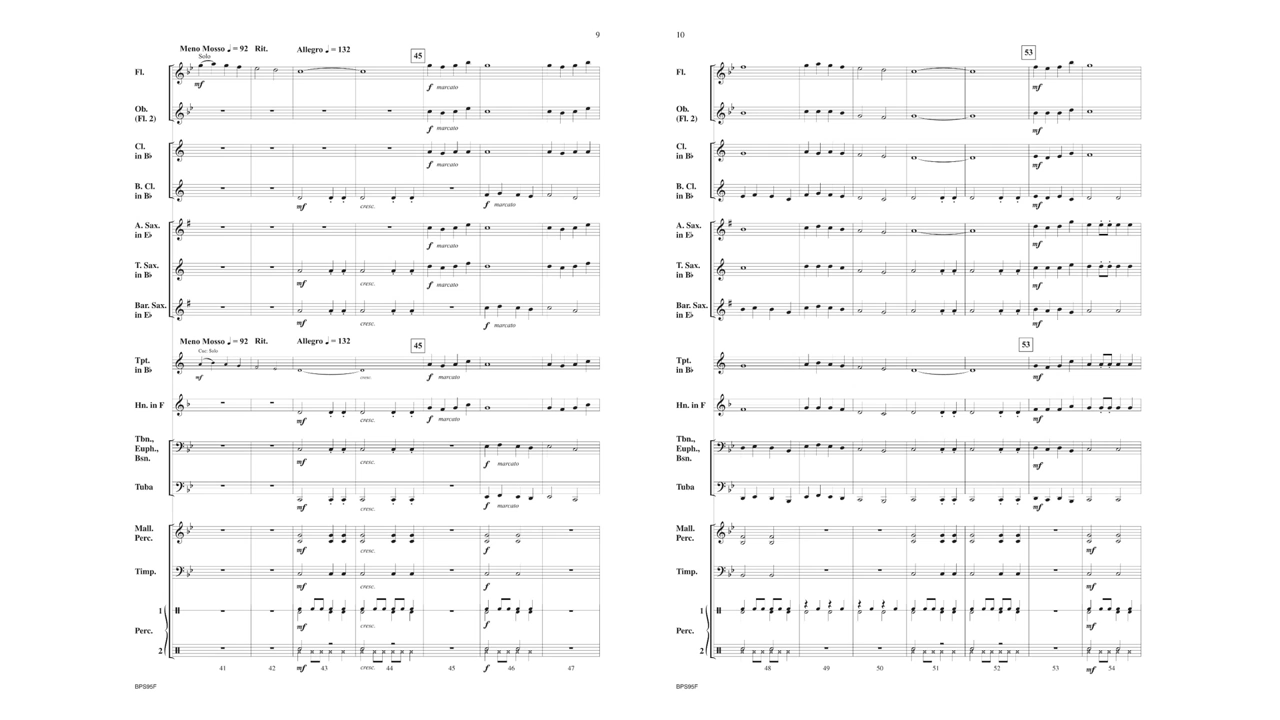 9
Meno Mosso ♩ = 92 Rit. Allegro ♩ = 132 45
Solo
Fl.
mf f marcato
Ob.
(Fl. 2)
f marcato
Cl.
in B♭
f marcato
B. Cl.
in B♭
mf cresc. f marcato
A. Sax.
in E♭
f marcato
T. Sax.
in B♭
mf cresc. f marcato
Bar. Sax.
in E♭
mf cresc. f marcato
Meno Mosso ♩ = 92 Rit. Allegro ♩ = 132 45
Cue: Solo
Tpt.
in B♭
mf cresc. f marcato
Hn. in F
mf cresc. f marcato
Tbn.,
Euph.,
Bsn.
mf cresc. f marcato
Tuba
mf cresc. f marcato
Mall.
Perc.
mf cresc. f
Timp.
mf cresc. f
1
mf cresc. f
Perc.
2
mf cresc. f
41 42 43 44 45 46 47
BPS95F
10
53
Fl.
mf
Ob.
(Fl. 2)
mf
Cl.
in B♭
mf
B. Cl.
in B♭
mf
A. Sax.
in E♭
mf
T. Sax.
in B♭
mf
Bar. Sax.
in E♭
mf
53
Tpt.
in B♭
mf
Hn. in F
mf
Tbn.,
Euph.,
Bsn.
mf
Tuba
mf
Mall.
Perc.
mf
Timp.
mf
1
mf
Perc.
2
mf
48 49 50 51 52 53 54
BPS95F